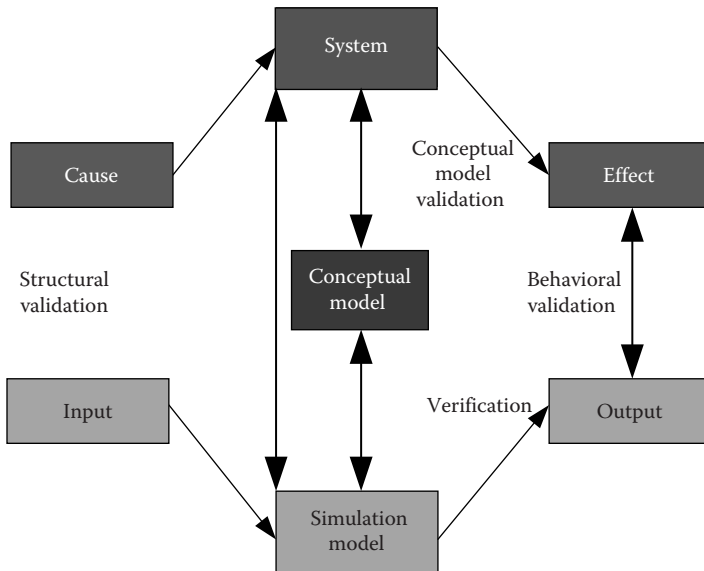 System
Cause
Conceptual
model
validation
Effect
Structural
validation
Conceptual
model
Behavioral
validation
Input
Verification
Output
Simulation
model